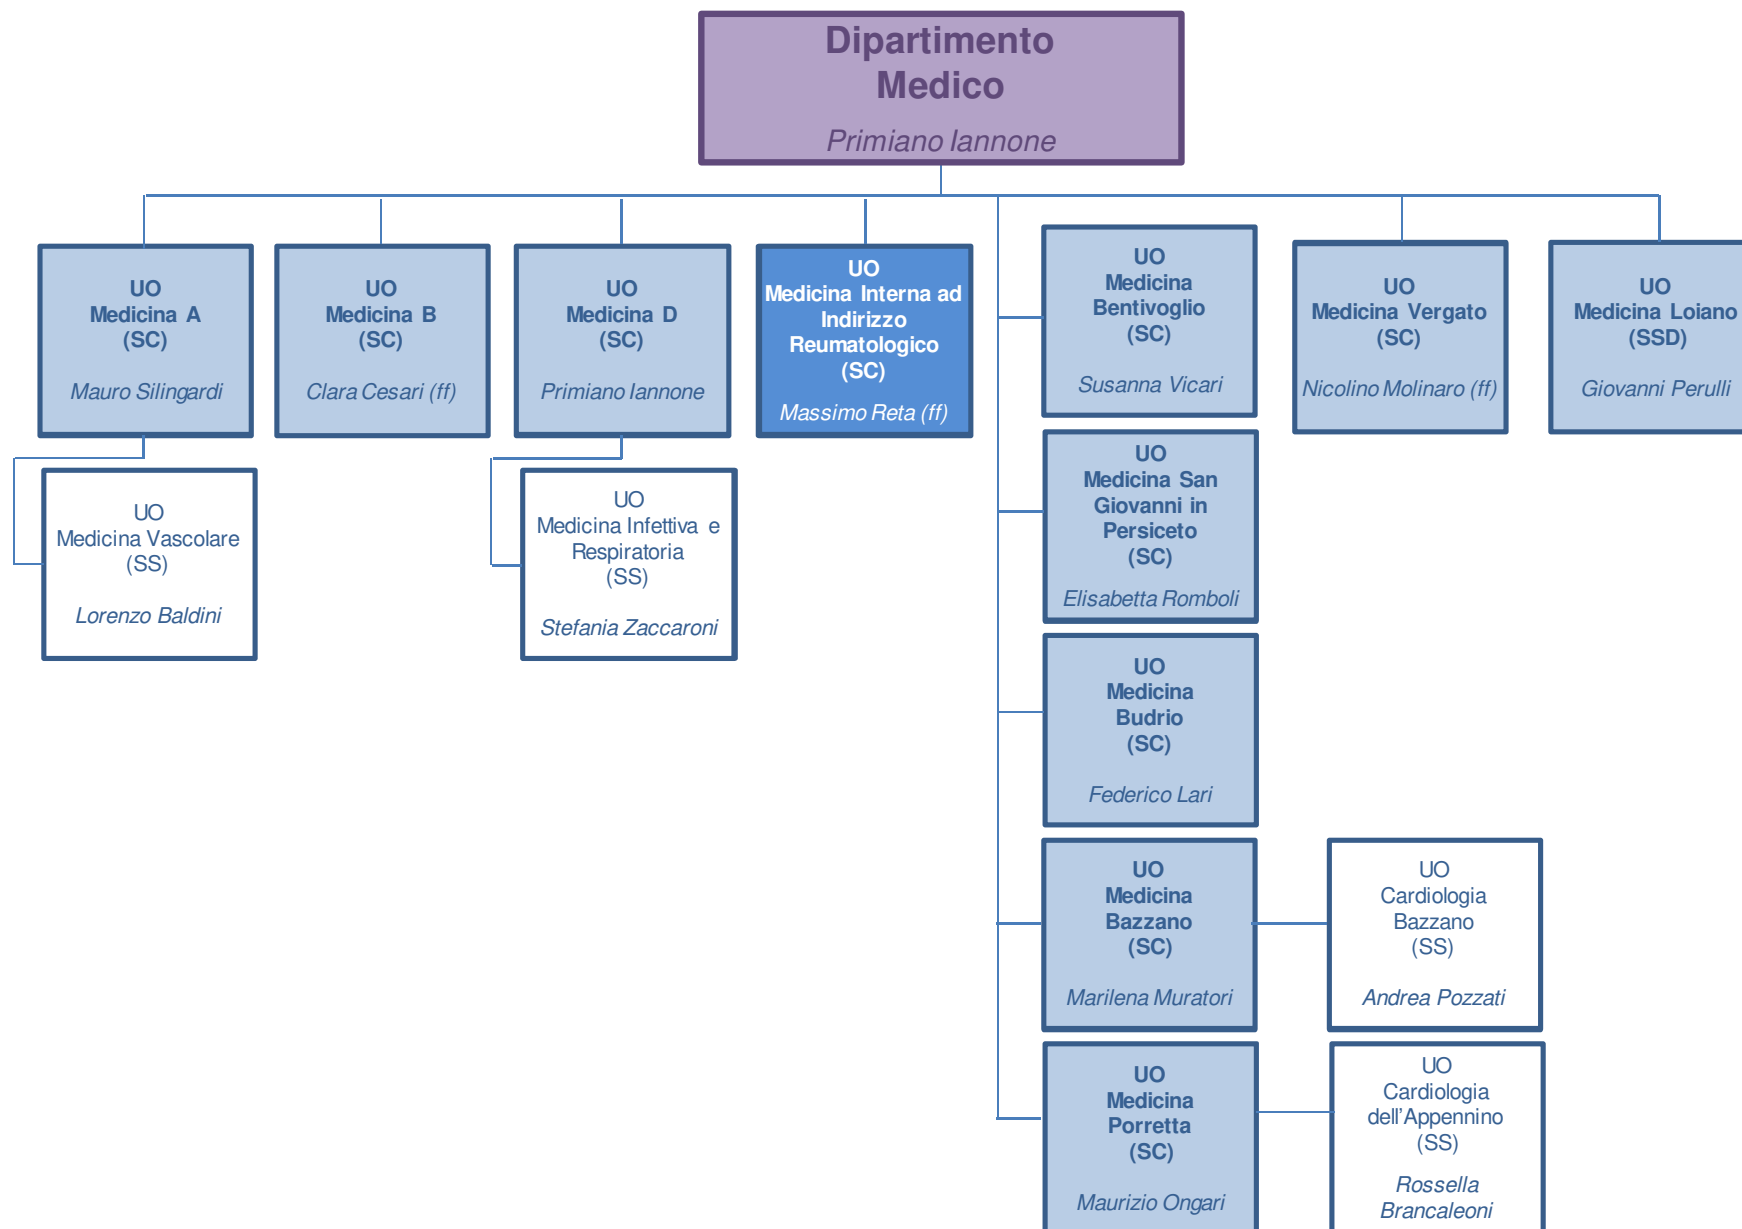 Dipartimento
Medico
Primiano Iannone
UO
Medicina A
(SC)
Mauro Silingardi
UO
Medicina B
(SC)
Clara Cesari (ff)
UO
Medicina D
(SC)
Primiano Iannone
UO
Medicina Interna ad
Indirizzo
Reumatologico
(SC)
Massimo Reta (ff)
UO
Medicina
Bentivoglio
(SC)
Susanna Vicari
UO
Medicina Vergato
(SC)
Nicolino Molinaro (ff)
UO
Medicina Loiano
(SSD)
Giovanni Perulli
UO
Medicina Vascolare
(SS)
Lorenzo Baldini
UO
Medicina Infettiva e
Respiratoria
(SS)
Stefania Zaccaroni
UO
Medicina San
Giovanni in
Persiceto
(SC)
Elisabetta Romboli
UO
Medicina
Budrio
(SC)
Federico Lari
UO
Medicina
Bazzano
(SC)
Marilena Muratori
UO
Cardiologia
Bazzano
(SS)
Andrea Pozzati
UO
Medicina
Porretta
(SC)
Maurizio Ongari
UO
Cardiologia
dell'Appennino
(SS)
Rossella
Brancaleoni